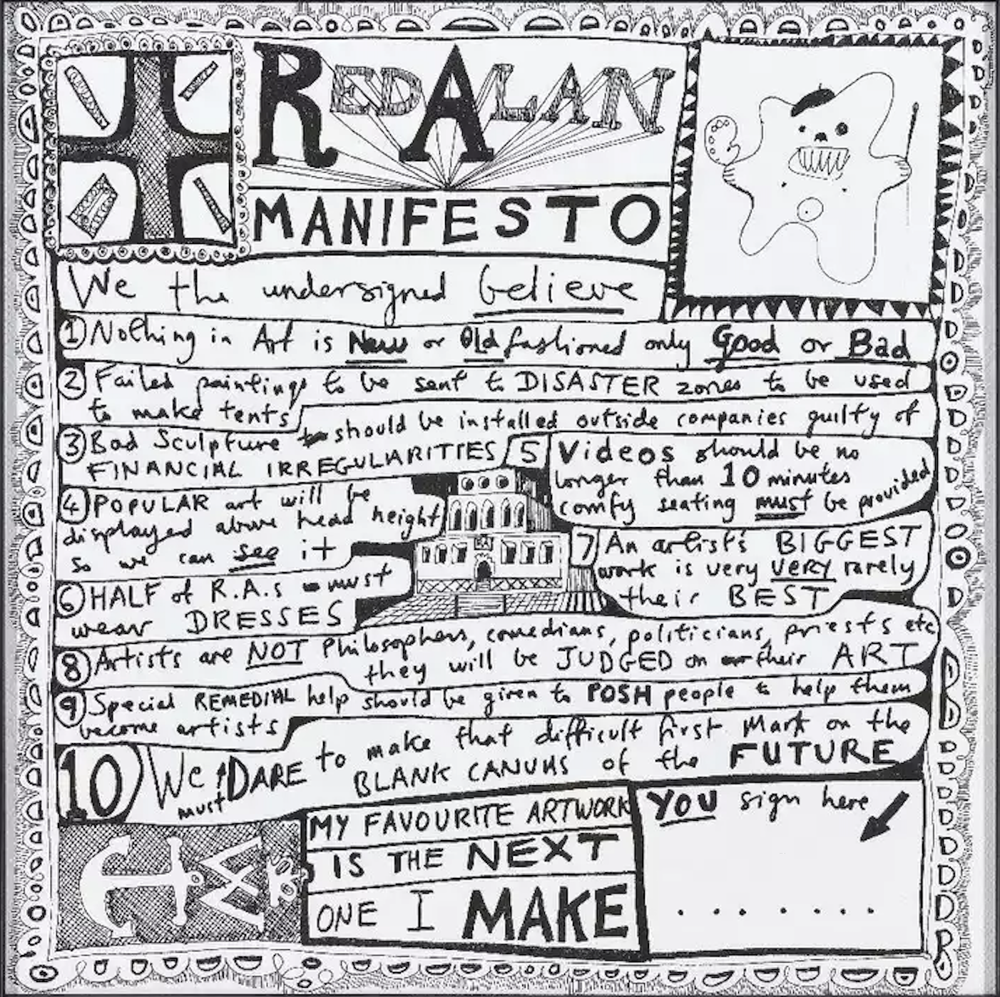 RED ALAN
MANIFESTO
We the undersigned believe
1 Nothing in Art is New or Old fashioned only Good or Bad
2 Failed paintings to be sent to DISASTER zones to be used
to make tents
3 Bad Sculpture should be installed outside companies guilty of
FINANCIAL IRREGULARITIES
4 POPULAR art will be
displayed above head height
so we can see it
5 Videos should be no
longer than 10 minutes
comfy seating must be provided
6 HALF of R.A.s must
wear DRESSES
RA
7 An artist's BIGGEST
work is very VERY rarely
their BEST
8 Artists are NOT Philosophers, comedians, politicians, priests etc
they will be JUDGED on their ART
9 Special REMEDIAL help should be given to POSH people to help them
become artists
10 We must DARE to make that difficult first Mark on the
BLANK CANVAS of the FUTURE
MY FAVOURITE ARTWORK
IS THE NEXT
ONE I MAKE
YOU sign here
. . . . . . . .